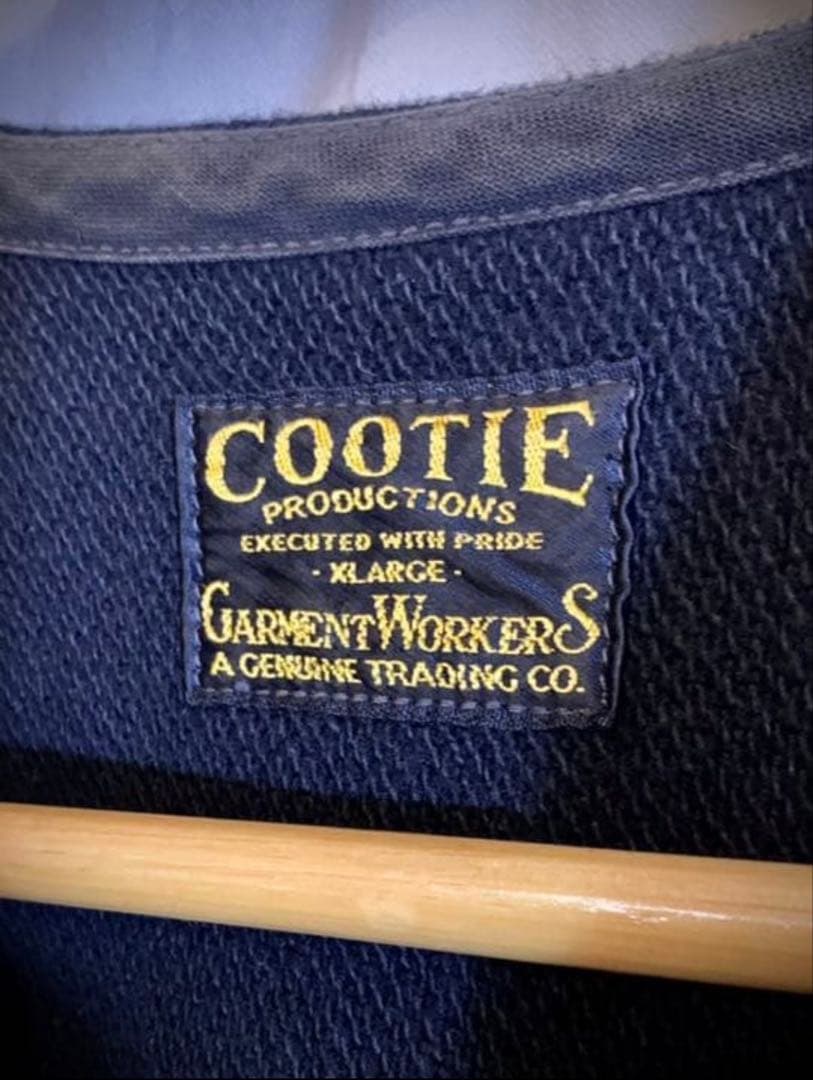 COOTIE
PRODUCTIONS
EXECUTED WITH PRIDE
· XLARGE ·
GARMENTWORKERS
A GENUINE TRADING CO.